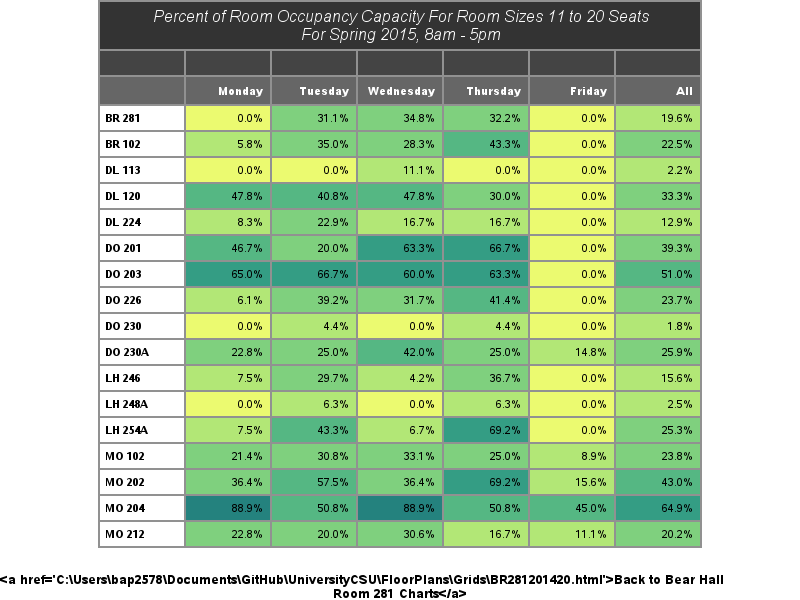 Percent of Room Occupancy Capacity For Room Sizes 11 to 20 Seats
For Spring 2015, 8am - 5pm
Monday Tuesday Wednesday Thursday Friday All
BR 281 0.0% 31.1% 34.8% 32.2% 0.0% 19.6%
BR 102 5.8% 35.0% 28.3% 43.3% 0.0% 22.5%
DL 113 0.0% 0.0% 11.1% 0.0% 0.0% 2.2%
DL 120 47.8% 40.8% 47.8% 30.0% 0.0% 33.3%
DL 224 8.3% 22.9% 16.7% 16.7% 0.0% 12.9%
DO 201 46.7% 20.0% 63.3% 66.7% 0.0% 39.3%
DO 203 65.0% 66.7% 60.0% 63.3% 0.0% 51.0%
DO 226 6.1% 39.2% 31.7% 41.4% 0.0% 23.7%
DO 230 0.0% 4.4% 0.0% 4.4% 0.0% 1.8%
DO 230A 22.8% 25.0% 42.0% 25.0% 14.8% 25.9%
LH 246 7.5% 29.7% 4.2% 36.7% 0.0% 15.6%
LH 248A 0.0% 6.3% 0.0% 6.3% 0.0% 2.5%
LH 254A 7.5% 43.3% 6.7% 69.2% 0.0% 25.3%
MO 102 21.4% 30.8% 33.1% 25.0% 8.9% 23.8%
MO 202 36.4% 57.5% 36.4% 69.2% 15.6% 43.0%
MO 204 88.9% 50.8% 88.9% 50.8% 45.0% 64.9%
MO 212 22.8% 20.0% 30.6% 16.7% 11.1% 20.2%
<a href='C:\Users\bap2578\Documents\GitHub\UniversityCSU\FloorPlans\Grids\BR281201420.html'>Back to Bear Hall
Room 281 Charts</a>